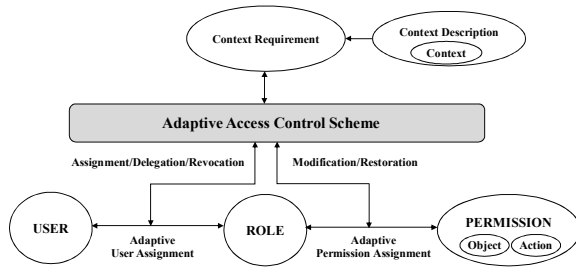 Context Requirement
Context Description
Context
Adaptive Access Control Scheme
Assignment/Delegation/Revocation
Modification/Restoration
USER
Adaptive
User Assignment
ROLE
Adaptive
Permission Assignment
PERMISSION
Object
Action